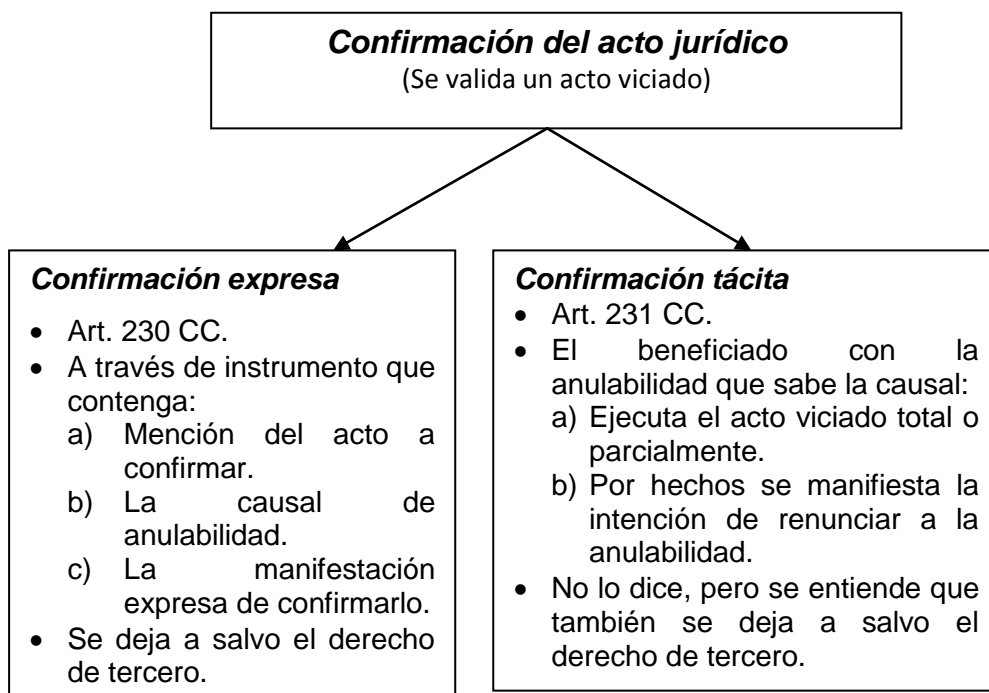 Confirmación del acto jurídico
(Se valida un acto viciado)
Confirmación expresa
• Art. 230 CC.
• A través de instrumento que
contenga:
a) Mención del acto a
confirmar.
b) La causal de
anulabilidad.
c) La manifestación
expresa de confirmarlo.
• Se deja a salvo el derecho
de tercero.
Confirmación tácita
• Art. 231 CC.
• El beneficiado con la
anulabilidad que sabe la causal:
a) Ejecuta el acto viciado total o
parcialmente.
b) Por hechos se manifiesta la
intención de renunciar a la
anulabilidad.
• No lo dice, pero se entiende que
también se deja a salvo el
derecho de tercero.